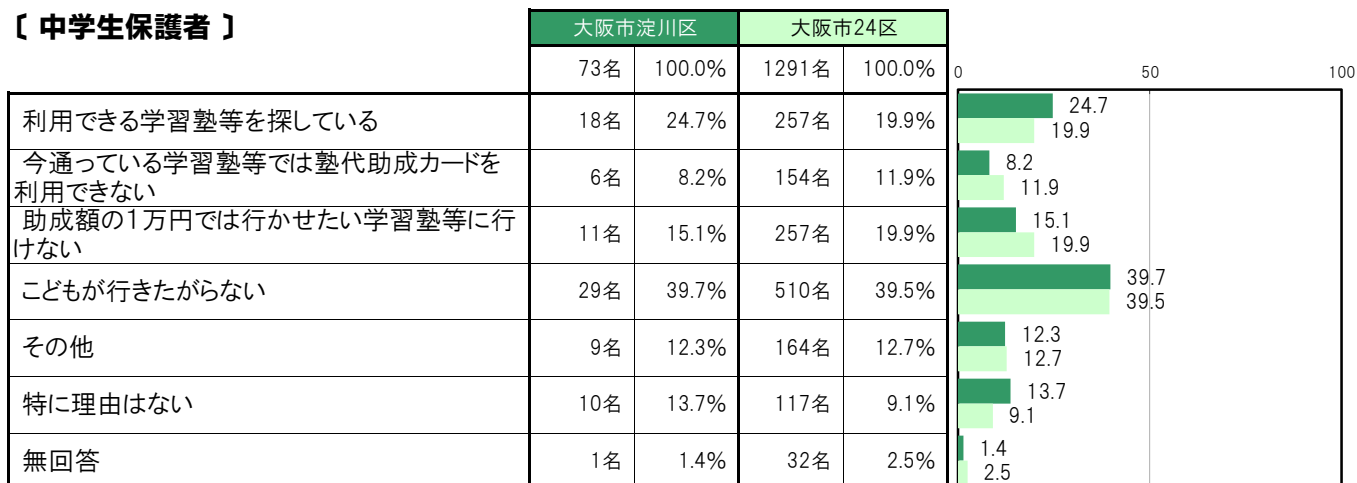 〔 中学生保護者 〕
大阪市淀川区 大阪市24区
73名 100.0% 1291名 100.0%
0 50 100
利用できる学習塾等を探している 18名 24.7% 257名 19.9% 24.7
19.9
今通っている学習塾等では塾代助成カードを
利用できない 6名 8.2% 154名 11.9% 8.2
11.9
助成額の1万円では行かせたい学習塾等に行
けない 11名 15.1% 257名 19.9% 15.1
19.9
こどもが行きたがらない 29名 39.7% 510名 39.5% 39.7
39.5
その他 9名 12.3% 164名 12.7% 12.3
12.7
特に理由はない 10名 13.7% 117名 9.1% 13.7
9.1
無回答 1名 1.4% 32名 2.5% 1.4
2.5